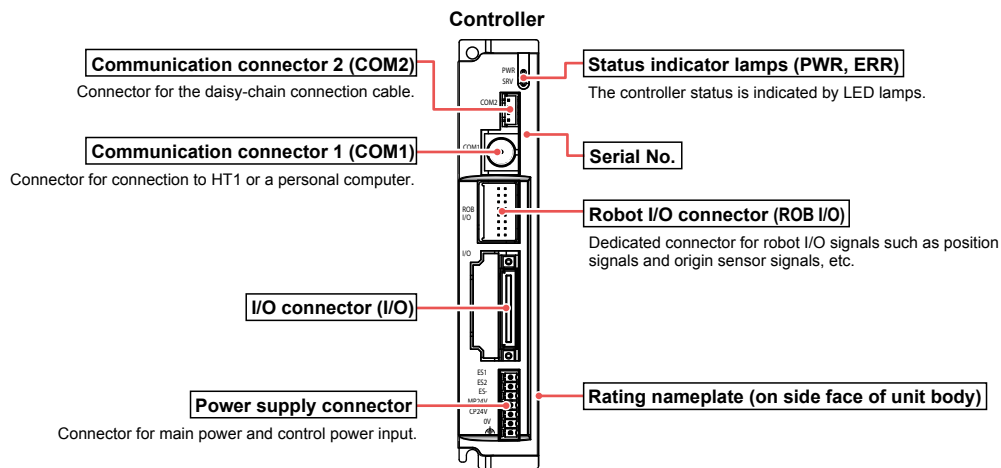 Controller
Communication connector 2 (COM2)
Connector for the daisy-chain connection cable.
Communication connector 1 (COM1)
Connector for connection to HT1 or a personal computer.
I/O connector (I/O)
Power supply connector
Connector for main power and control power input.
PWR
SRV
COM2
COM1
ROB
I/O
I/O
ES1
ES2
ES-
MP24V
CP24V
0V
Status indicator lamps (PWR, ERR)
The controller status is indicated by LED lamps.
Serial No.
Robot I/O connector (ROB I/O)
Dedicated connector for robot I/O signals such as position
signals and origin sensor signals, etc.
Rating nameplate (on side face of unit body)